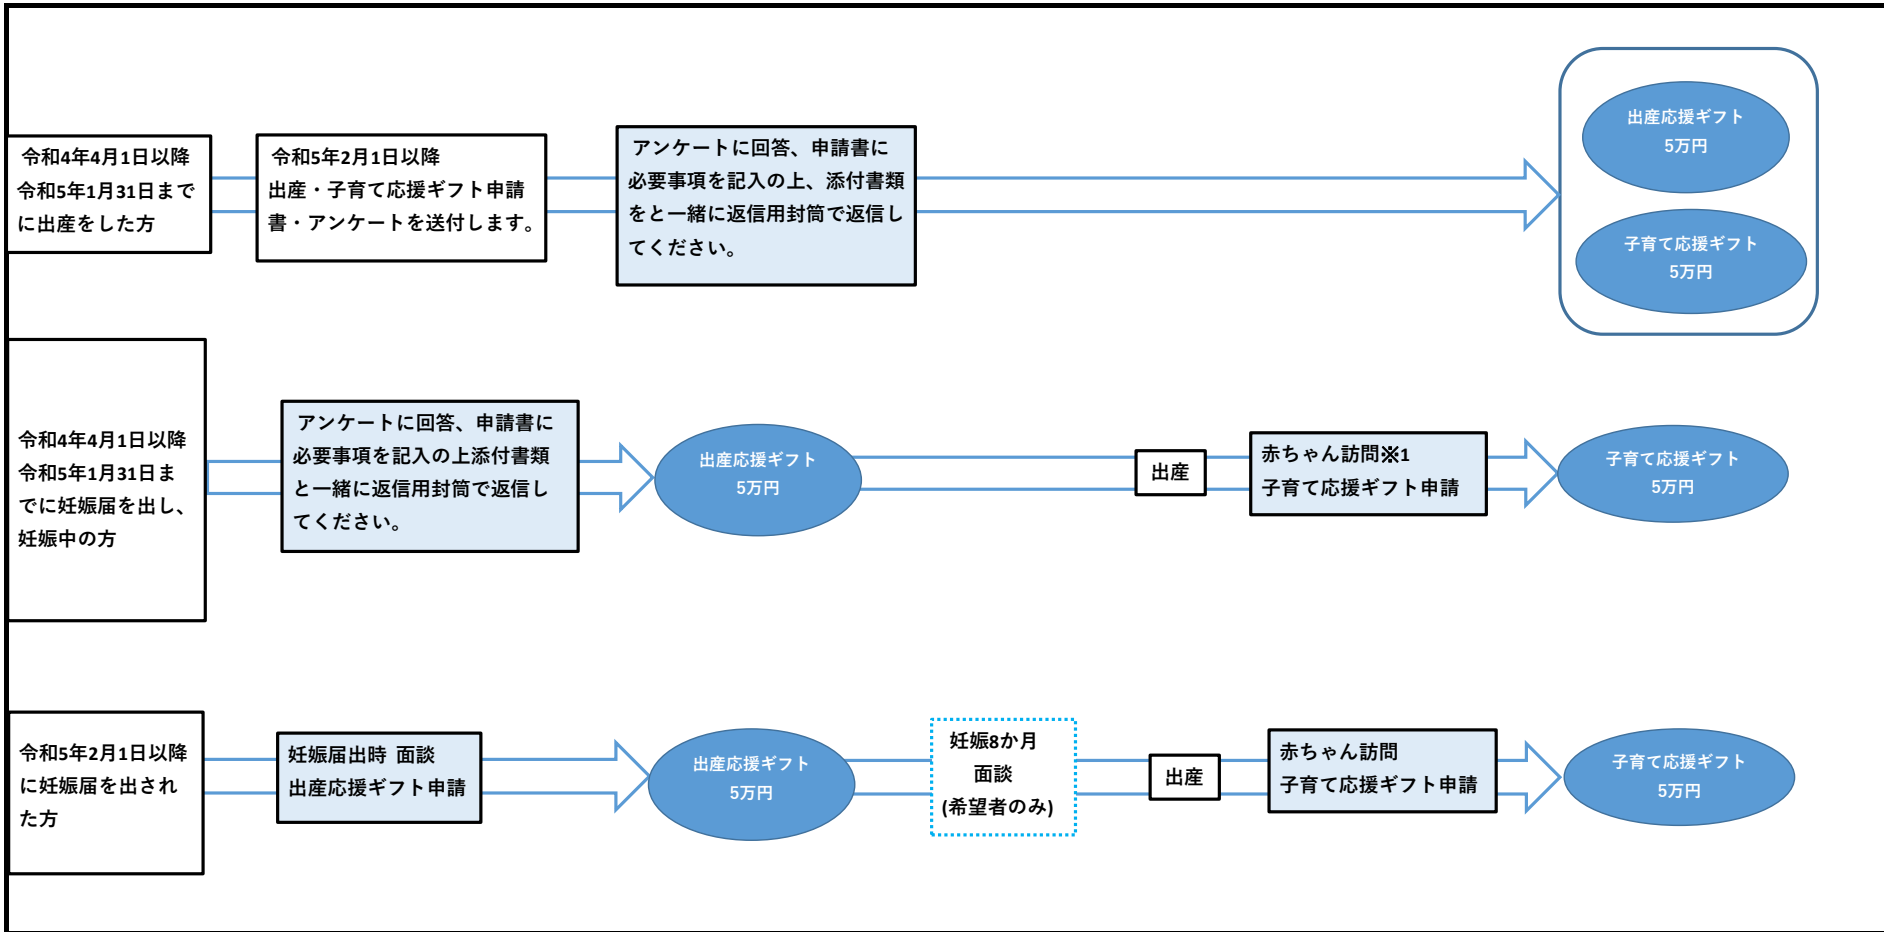 令和4年4月1日以降
令和5年1月31日まで
に出産をした方
令和5年2月1日以降
出産・子育て応援ギフト申請
書・アンケートを送付します。
アンケートに回答、申請書に
必要事項を記入の上、添付書類
をと一緒に返信用封筒で返信し
てください。
出産応援ギフト
5万円
子育て応援ギフト
5万円
令和4年4月1日以降
令和5年1月31日ま
でに妊娠届を出し、
妊娠中の方
アンケートに回答、申請書に
必要事項を記入の上添付書類
と一緒に返信用封筒で返信し
てください。
出産応援ギフト
5万円
出産
赤ちゃん訪問※1
子育て応援ギフト申請
子育て応援ギフト
5万円
令和5年2月1日以降
に妊娠届を出され
た方
妊娠届出時 面談
出産応援ギフト申請
出産応援ギフト
5万円
妊娠8か月
面談
(希望者のみ)
出産
赤ちゃん訪問
子育て応援ギフト申請
子育て応援ギフト
5万円